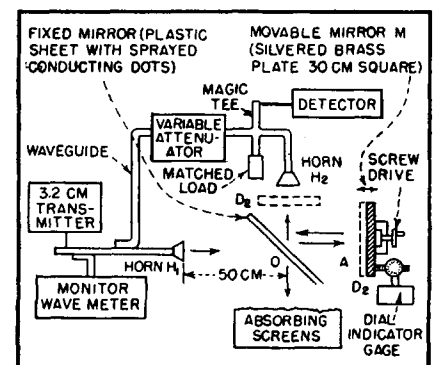 FIXED MIRROR (PLASTIC
SHEET WITH SPRAYED
CONDUCTING DOTS)
MOVABLE MIRROR M
(SILVERED BRASS
PLATE 30 CM SQUARE)
MAGIC
TEE
DETECTOR
VARIABLE
ATTENU-
ATOR
WAVEGUIDE
MATCHED
LOAD
HORN
H2
SCREW
DRIVE
3.2 CM
TRANS-
MITTER
D2
HORN H1
50 CM
O
A
D2
MONITOR
WAVE METER
ABSORBING
SCREENS
DIAL
INDICATOR
GAGE